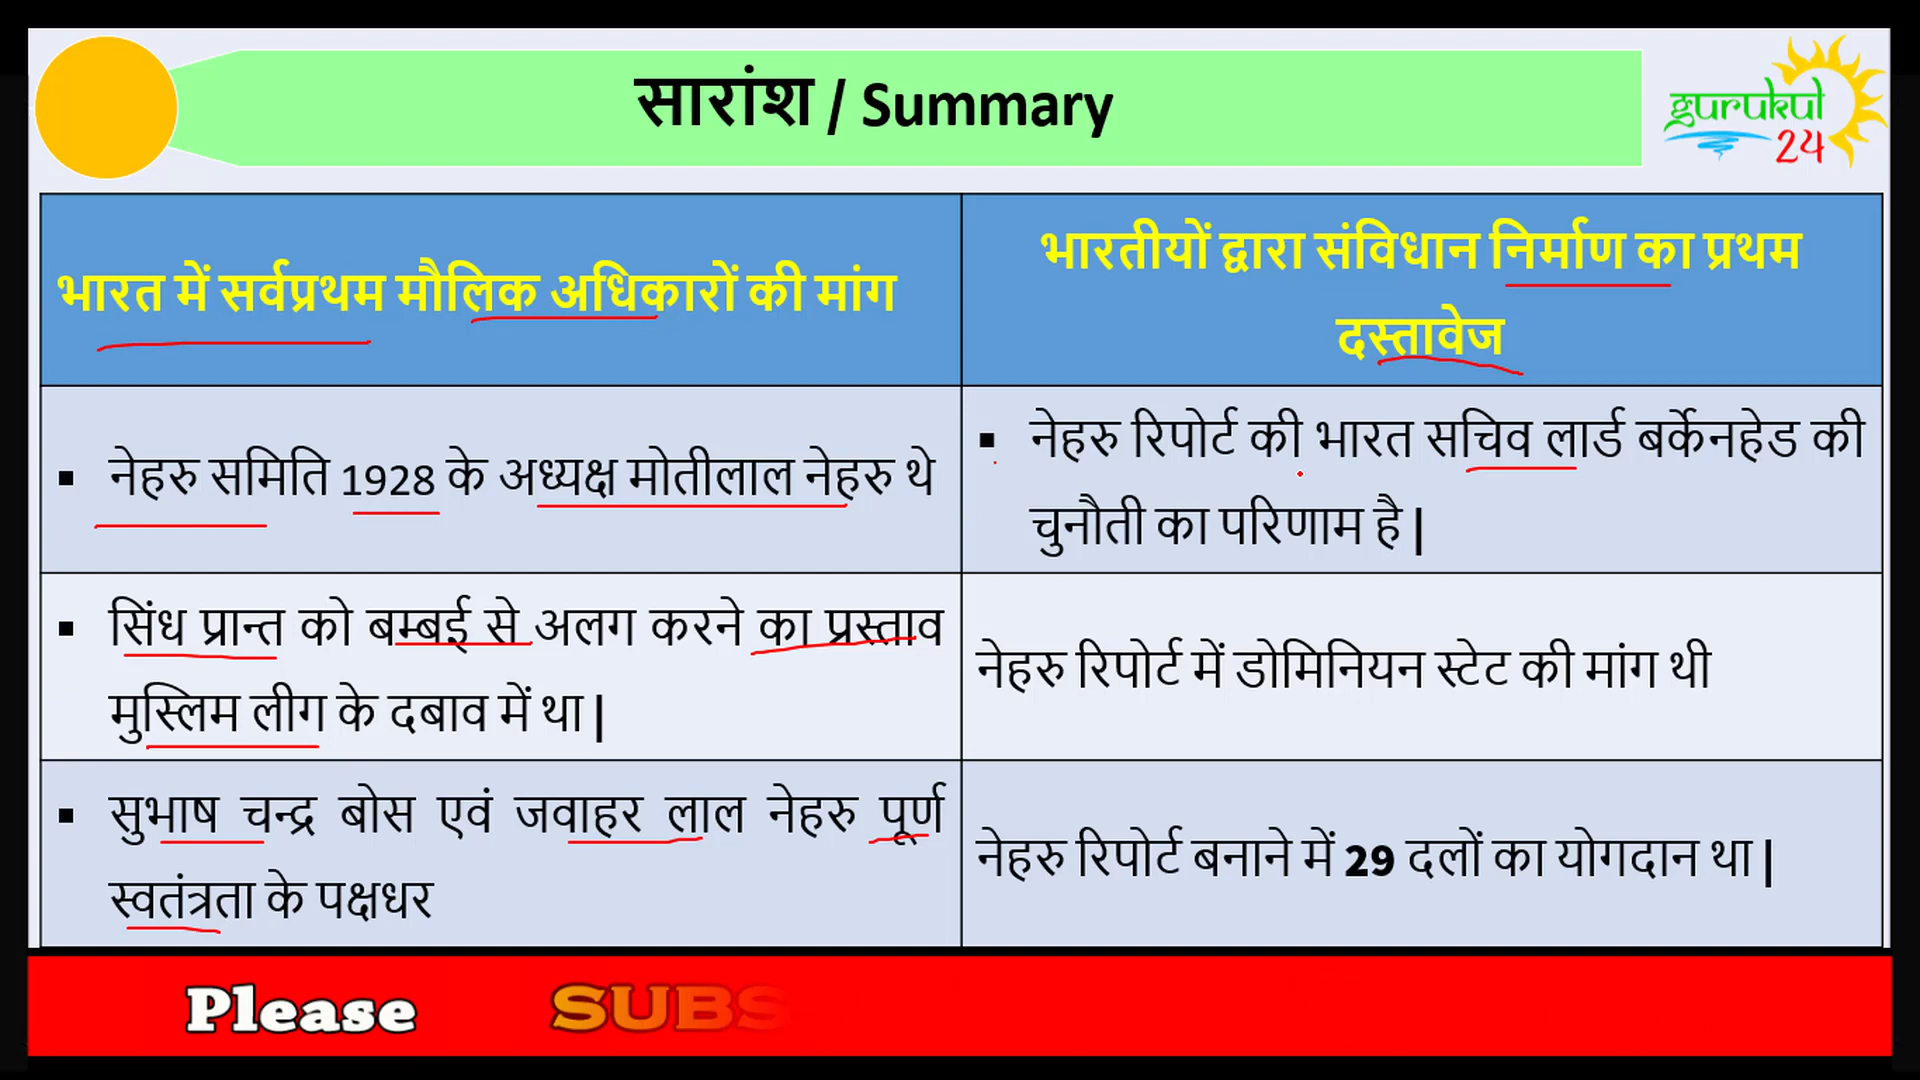 सारांश / Summary
gurukul
24
भारत में सर्वप्रथम मौलिक अधिकारों की मांग
भारतीयों द्वारा संविधान निर्माण का प्रथम
दस्तावेज
▪ नेहरु समिति 1928 के अध्यक्ष मोतीलाल नेहरु थे
▪ नेहरु रिपोर्ट की भारत सचिव लार्ड बर्केनहेड की
चुनौती का परिणाम है |
▪ सिंध प्रान्त को बम्बई से अलग करने का प्रस्ताव
मुस्लिम लीग के दबाव में था |
नेहरु रिपोर्ट में डोमिनियन स्टेट की मांग थी
▪ सुभाष चन्द्र बोस एवं जवाहर लाल नेहरु पूर्ण
स्वतंत्रता के पक्षधर
नेहरु रिपोर्ट बनाने में 29 दलों का योगदान था |
Please SUBS